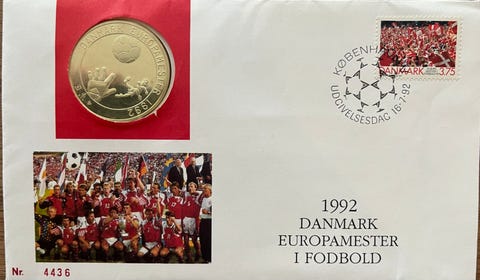 DANMARK EUROPAMESTER 1992
KØBENHAVN
UDGIVELSESDAG 16-7-92
DANMARK
3.75
1992
DANMARK
EUROPAMESTER
I FODBOLD
Nr. 4436